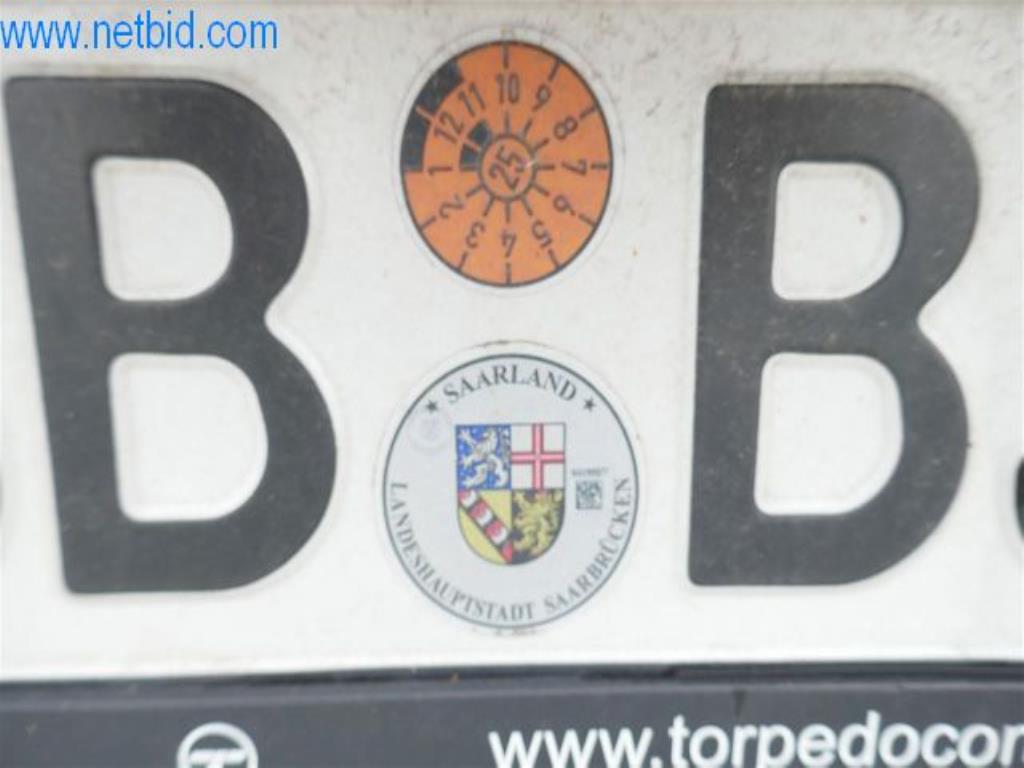 www.netbid.com
B B
10 9 8 7 6 5 4 3 2 1 12 11
25
SAARLAND
LANDESHAUPTSTADT SAARBRÜCKEN
www.torpedocon